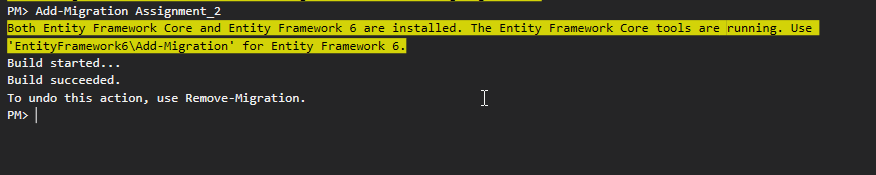 PM> Add-Migration Assignment_2
Both Entity Framework Core and Entity Framework 6 are installed. The Entity Framework Core tools are running. Use
'EntityFramework6\Add-Migration' for Entity Framework 6.
Build started...
Build succeeded.
To undo this action, use Remove-Migration.
PM>